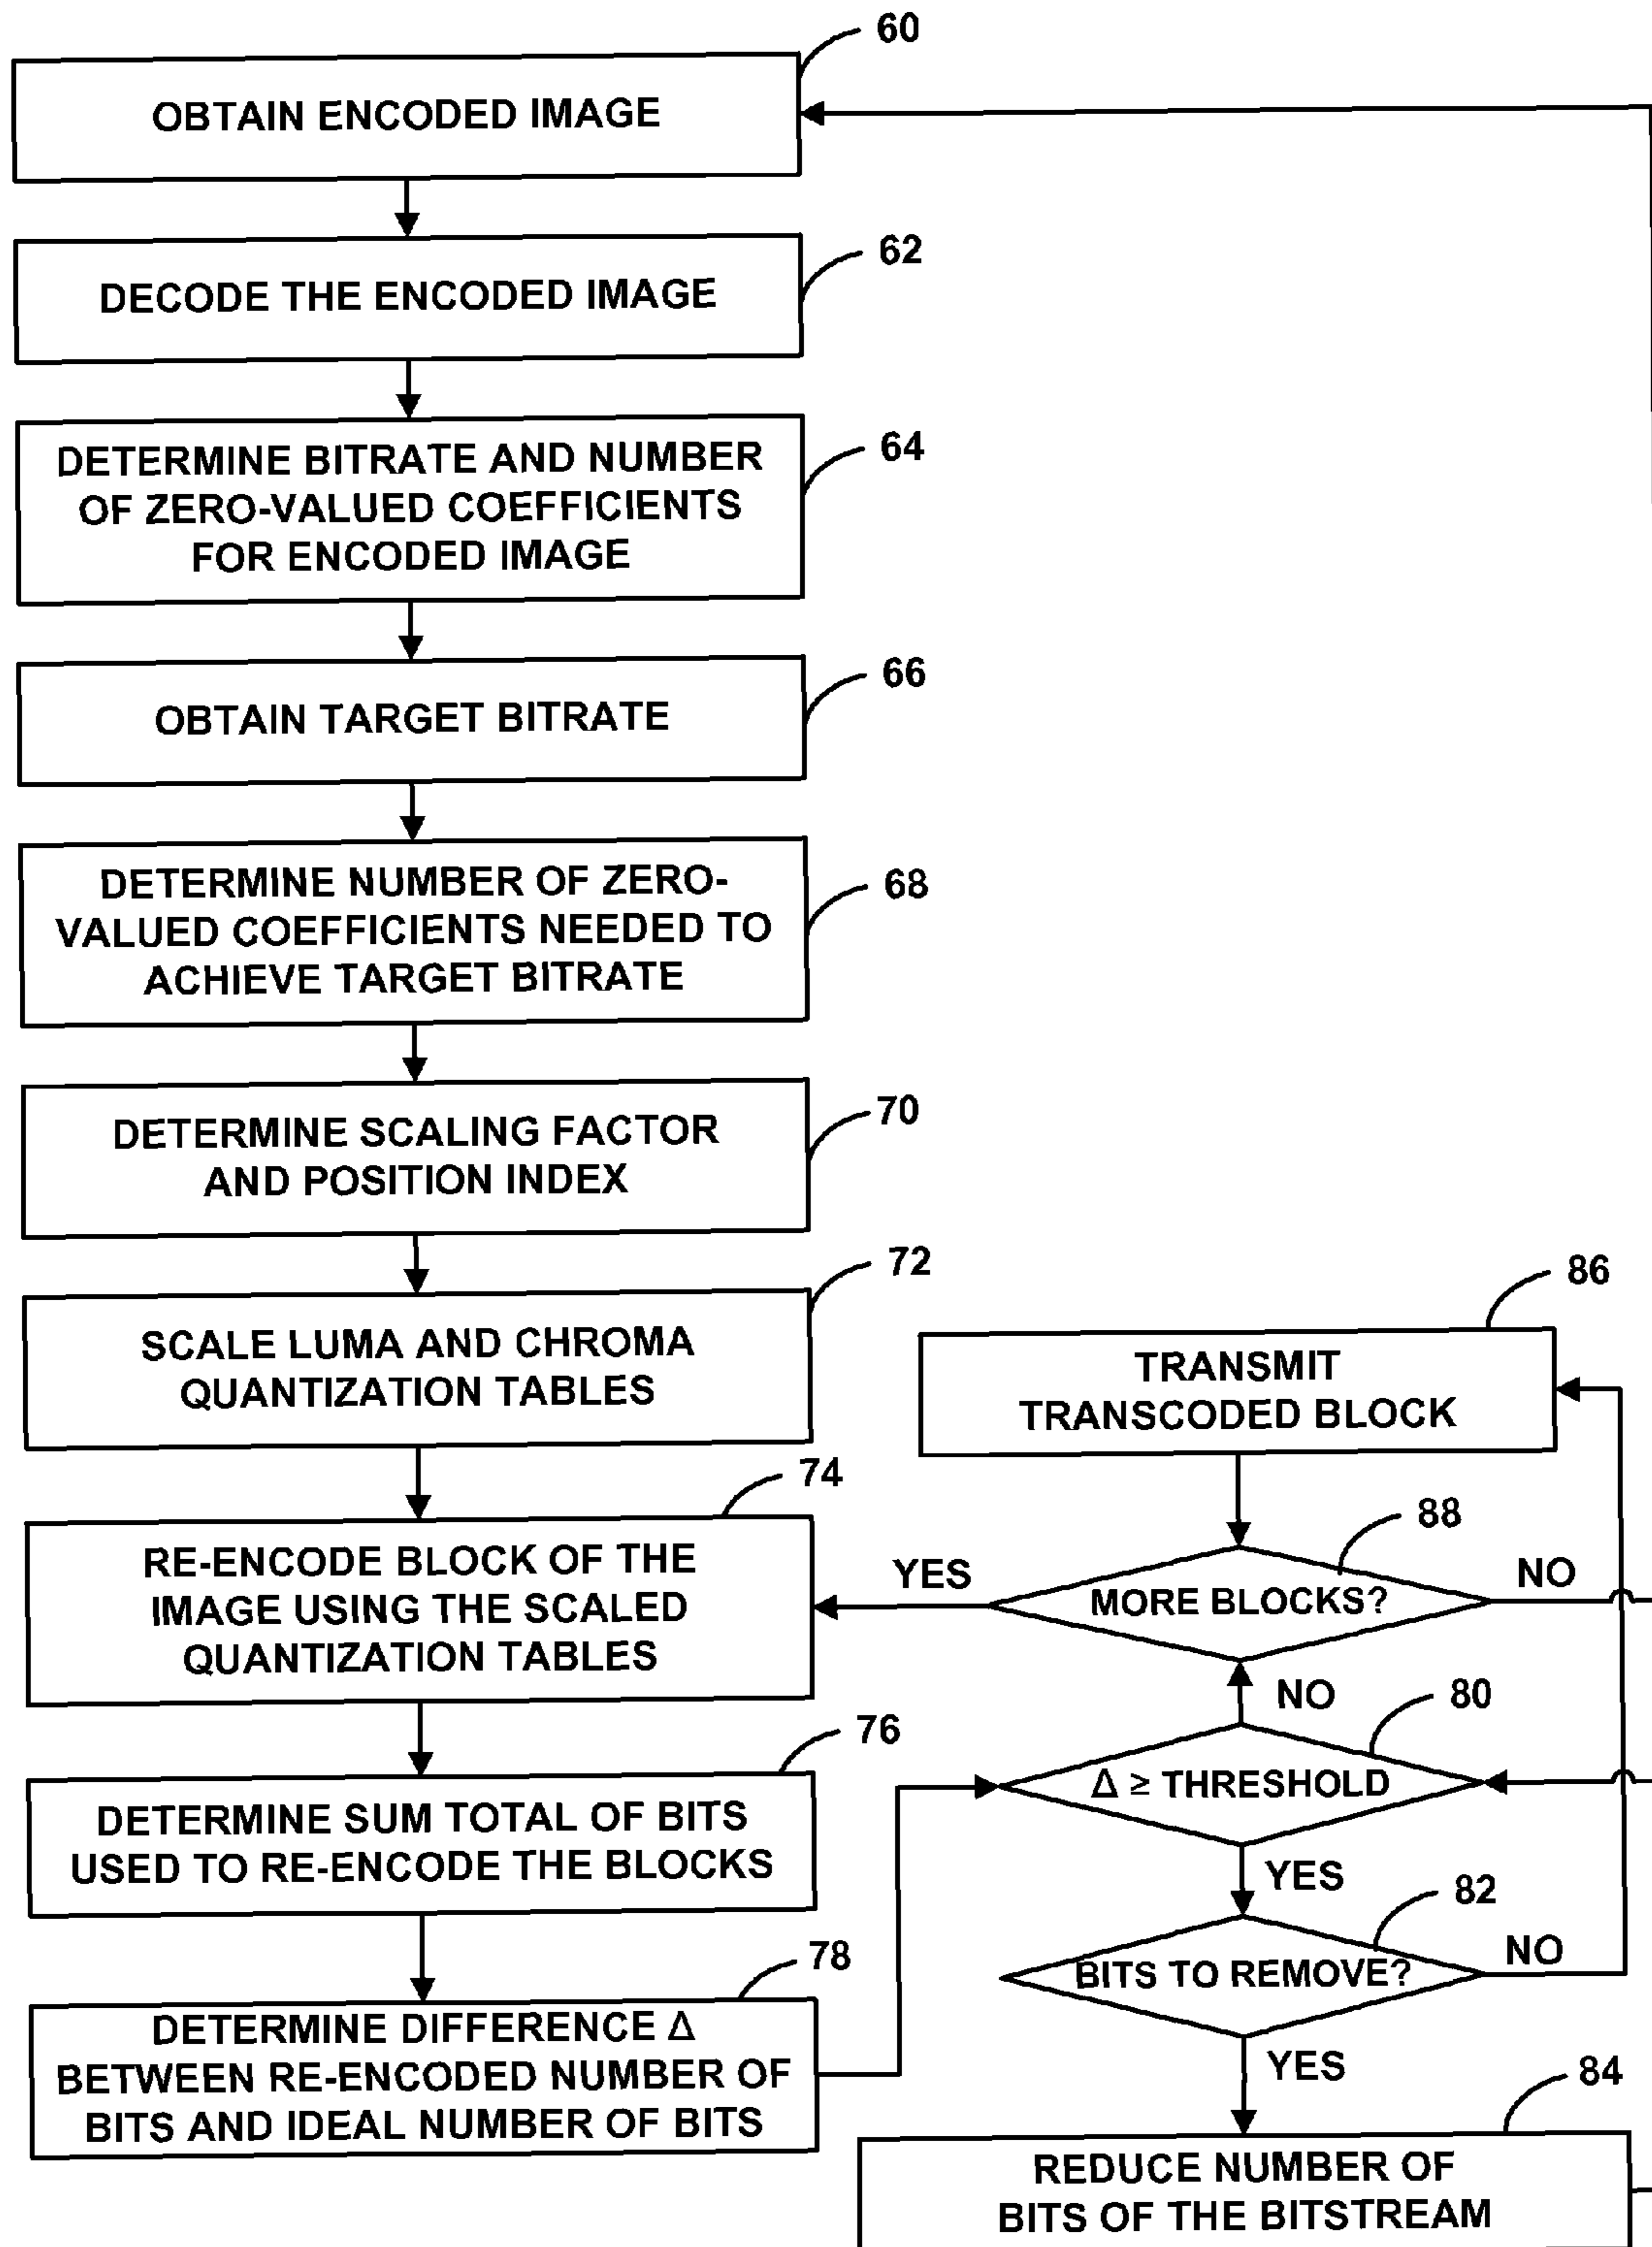 60
OBTAIN ENCODED IMAGE
62
DECODE THE ENCODED IMAGE
64
DETERMINE BITRATE AND NUMBER
OF ZERO-VALUED COEFFICIENTS
FOR ENCODED IMAGE
66
OBTAIN TARGET BITRATE
68
DETERMINE NUMBER OF ZERO-
VALUED COEFFICIENTS NEEDED TO
ACHIEVE TARGET BITRATE
70
DETERMINE SCALING FACTOR
AND POSITION INDEX
72
SCALE LUMA AND CHROMA
QUANTIZATION TABLES
74
RE-ENCODE BLOCK OF THE
IMAGE USING THE SCALED
QUANTIZATION TABLES
76
DETERMINE SUM TOTAL OF BITS
USED TO RE-ENCODE THE BLOCKS
78
DETERMINE DIFFERENCE Δ
BETWEEN RE-ENCODED NUMBER OF
BITS AND IDEAL NUMBER OF BITS
86
TRANSMIT
TRANSCODED BLOCK
88
YES
MORE BLOCKS?
NO
NO
80
Δ ≥ THRESHOLD
YES
82
BITS TO REMOVE?
NO
YES
84
REDUCE NUMBER OF
BITS OF THE BITSTREAM